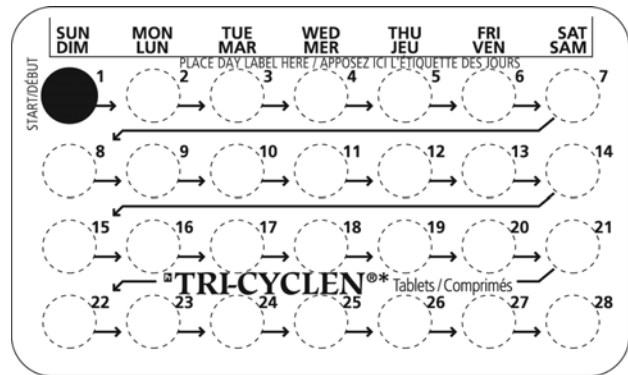 SUN MON TUE WED THU FRI SAT
DIM LUN MAR MER JEU VEN SAM
PLACE DAY LABEL HERE / APPOSEZ ICI L'ÉTIQUETTE DES JOURS
START/DÉBUT
1 2 3 4 5 6 7
8 9 10 11 12 13 14
15 16 17 18 19 20 21
TRI-CYCLEN®* Tablets/Comprimés
22 23 24 25 26 27 28